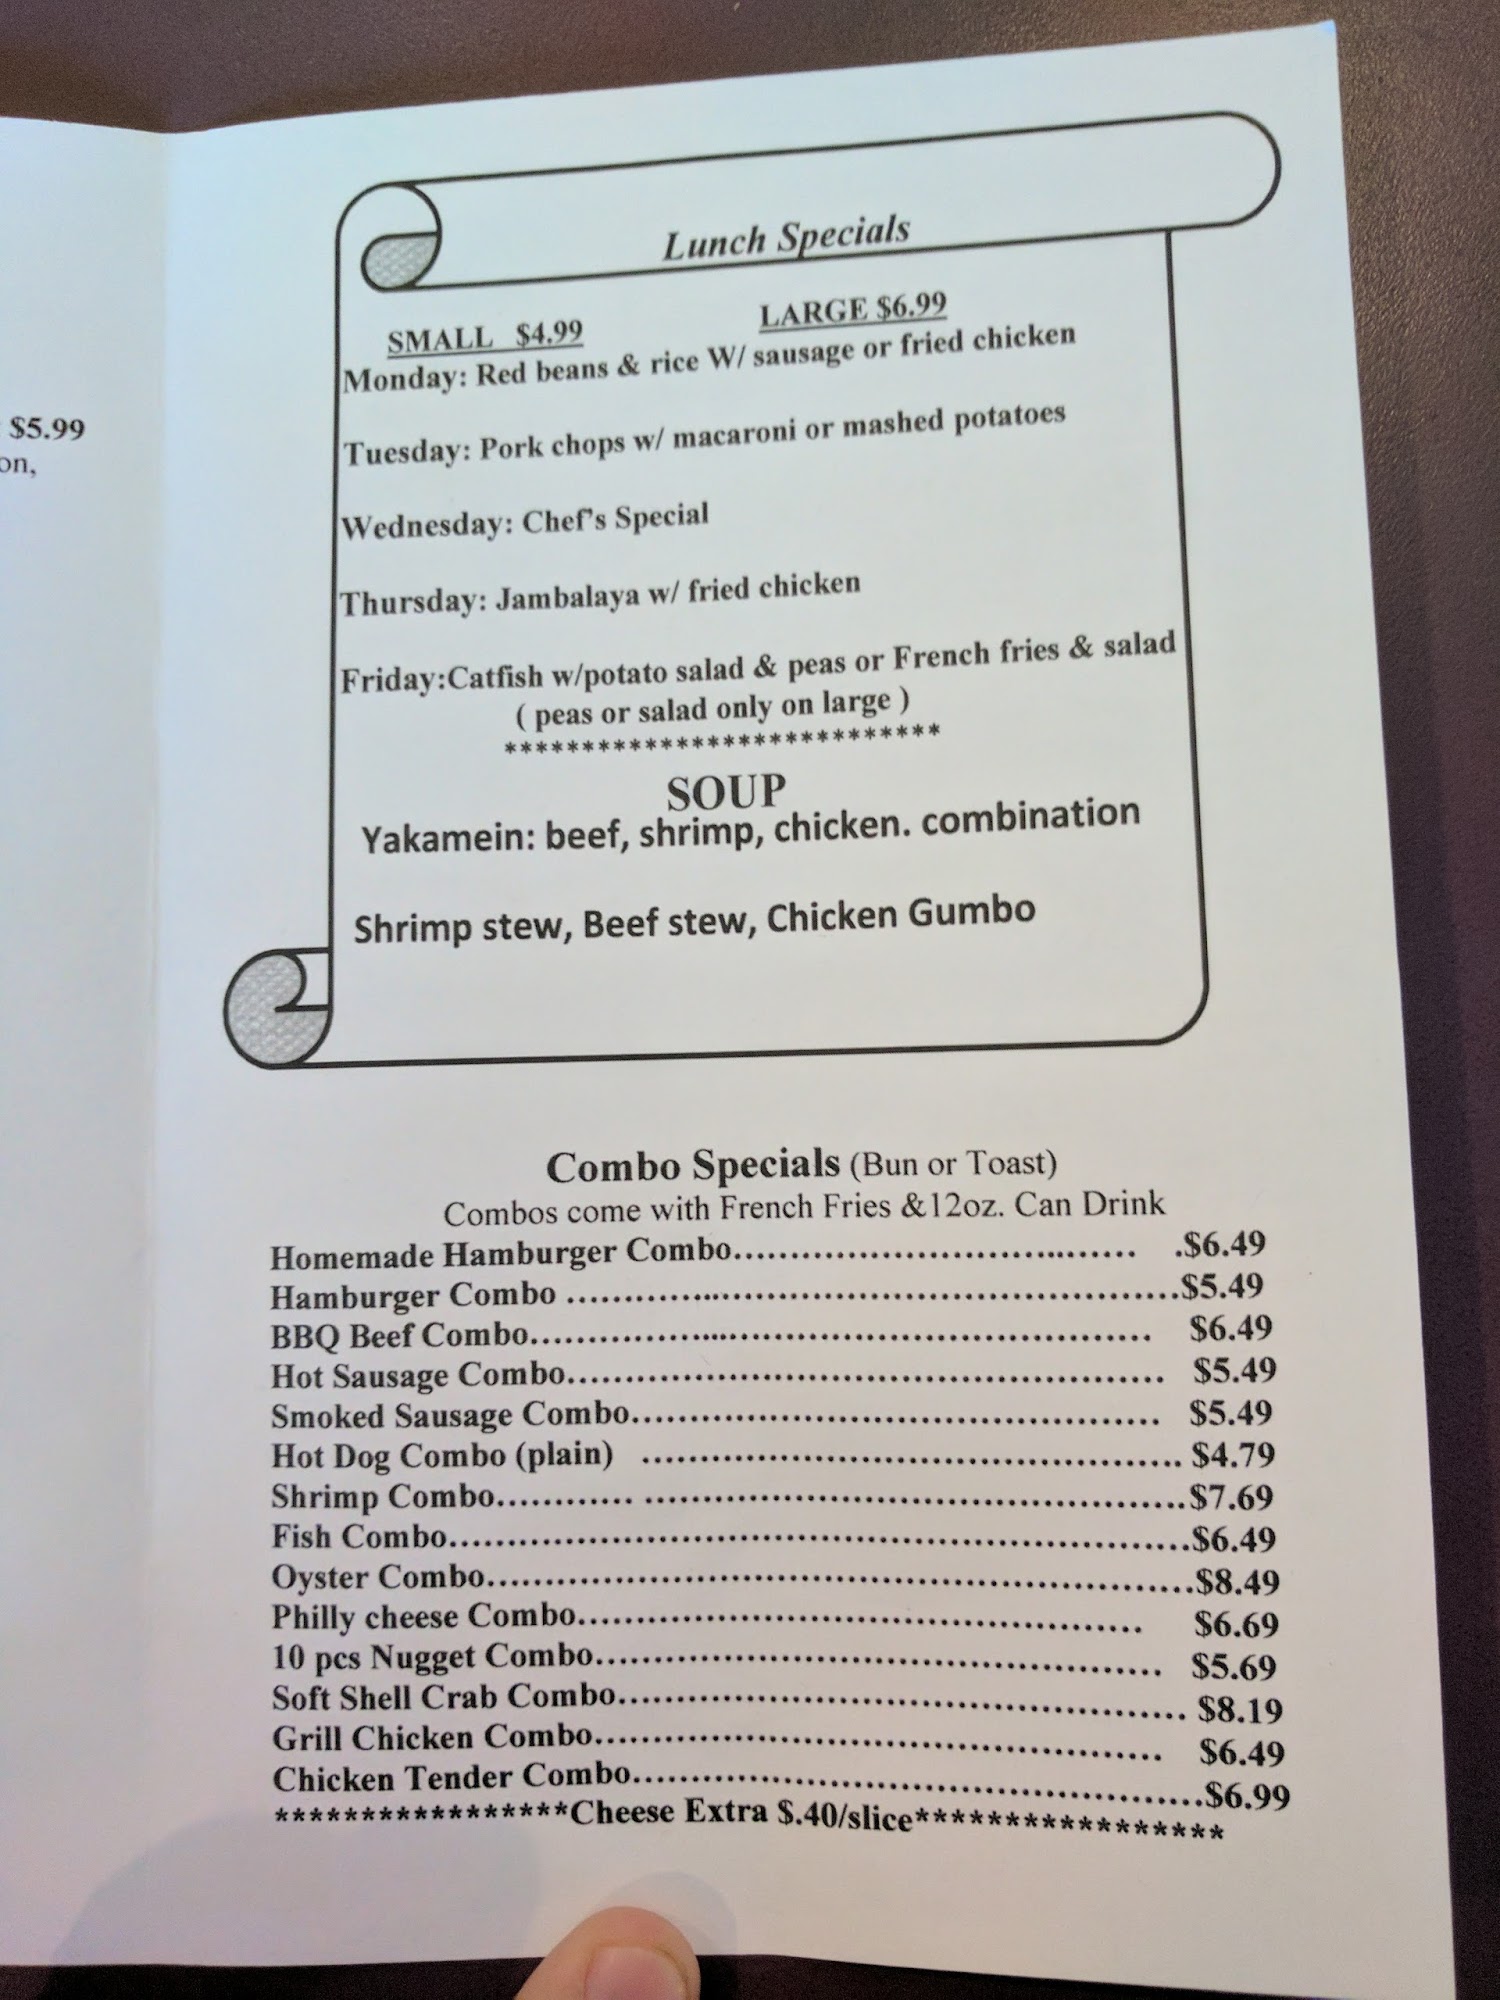 $5.99
on,
Lunch Specials
SMALL $4.99 LARGE $6.99
Monday: Red beans & rice W/ sausage or fried chicken
Tuesday: Pork chops w/ macaroni or mashed potatoes
Wednesday: Chef's Special
Thursday: Jambalaya w/ fried chicken
Friday:Catfish w/potato salad & peas or French fries & salad
( peas or salad only on large )
****************************
SOUP
Yakamein: beef, shrimp, chicken. combination
Shrimp stew, Beef stew, Chicken Gumbo
Combo Specials (Bun or Toast)
Combos come with French Fries &12oz. Can Drink
Homemade Hamburger Combo................................... .$6.49
Hamburger Combo .....................................................$5.49
BBQ Beef Combo...................................................... $6.49
Hot Sausage Combo................................................... $5.49
Smoked Sausage Combo............................................. $5.49
Hot Dog Combo (plain) .............................................. $4.79
Shrimp Combo............ ..............................................$7.69
Fish Combo...............................................................$6.49
Oyster Combo............................................................$8.49
Philly cheese Combo................................................ $6.69
10 pcs Nugget Combo................................................ $5.69
Soft Shell Crab Combo................................................ $8.19
Grill Chicken Combo................................................ $6.49
Chicken Tender Combo................................................$6.99
*****************Cheese Extra $.40/slice******************